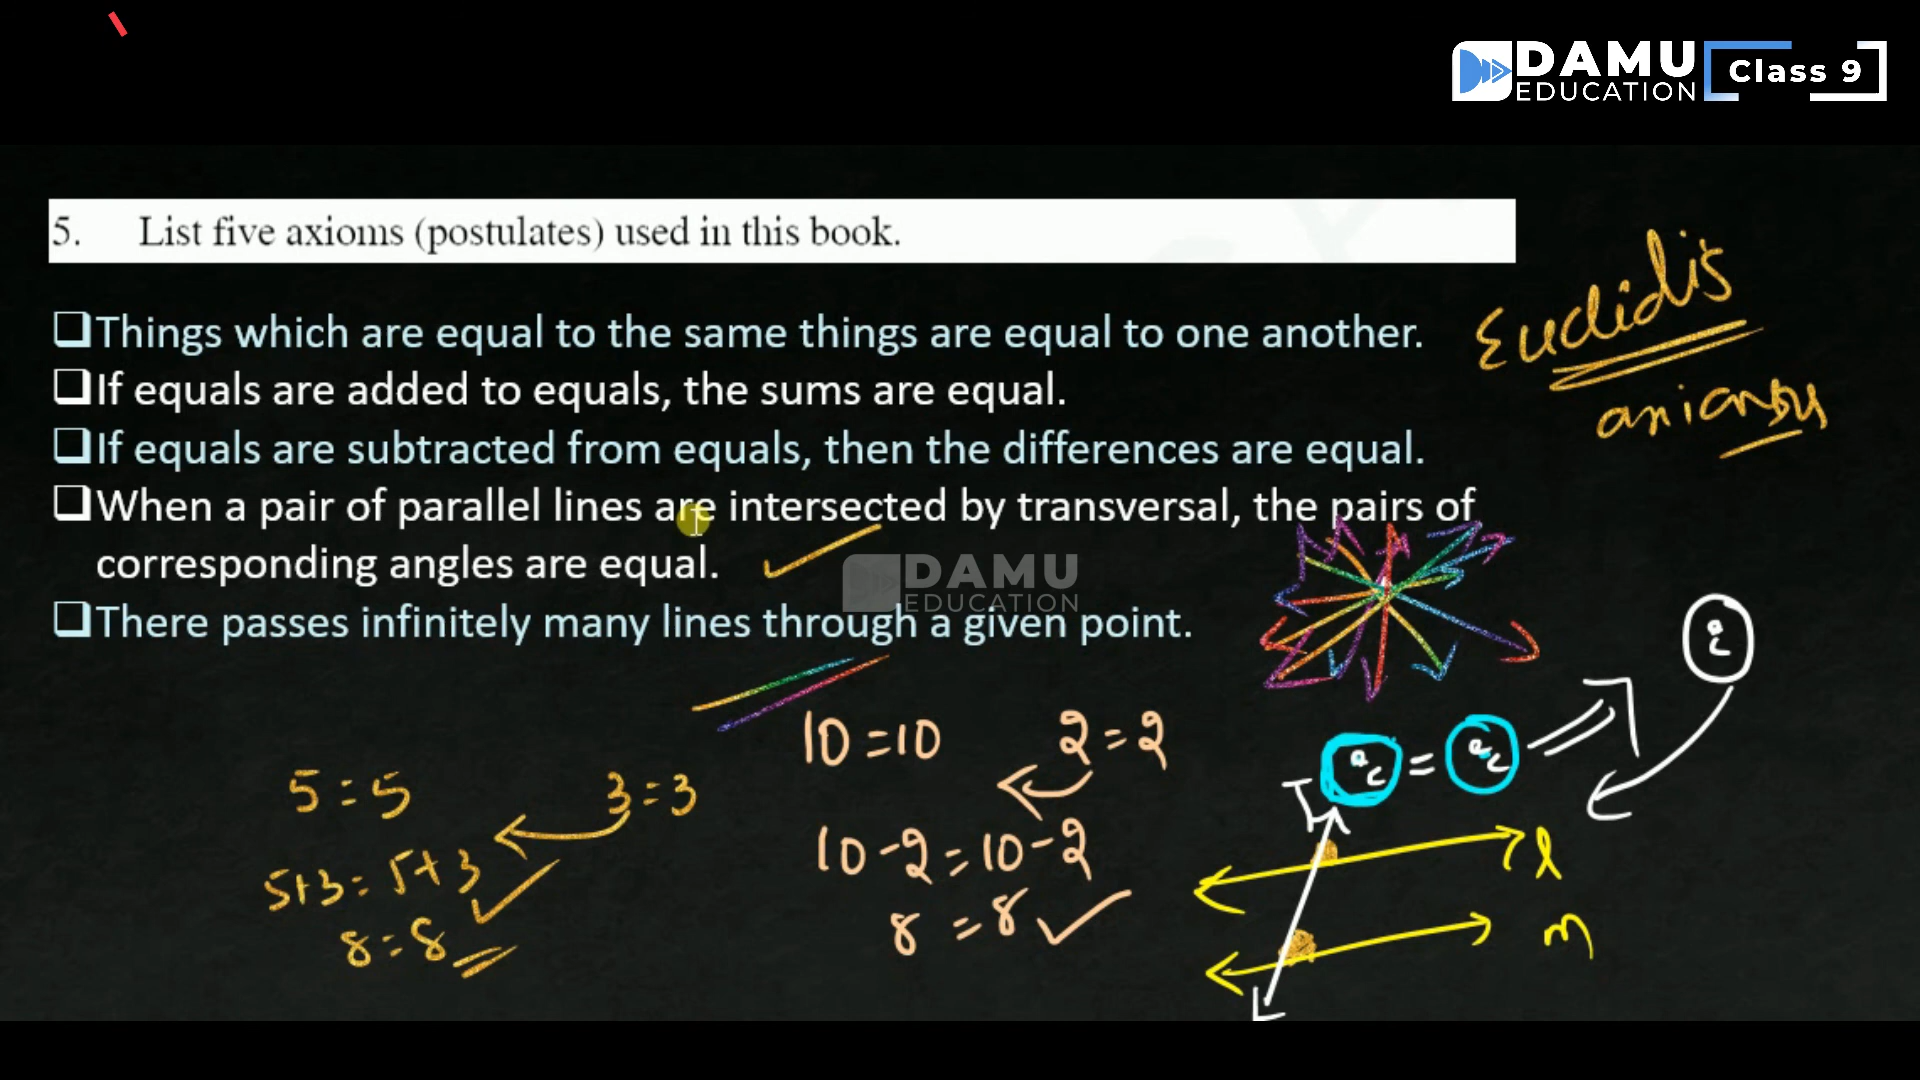 DAMU
EDUCATION
Class 9
5. List five axioms (postulates) used in this book.
❑Things which are equal to the same things are equal to one another.
❑If equals are added to equals, the sums are equal.
❑If equals are subtracted from equals, then the differences are equal.
❑When a pair of parallel lines are intersected by transversal, the pairs of
corresponding angles are equal.
❑There passes infinitely many lines through a given point.
Euclid's
DAMU
EDUCATION
5=5 3=3
5+3=5+3
8=8
10=10 2=2
10-2=10-2
8=8
=
l
m